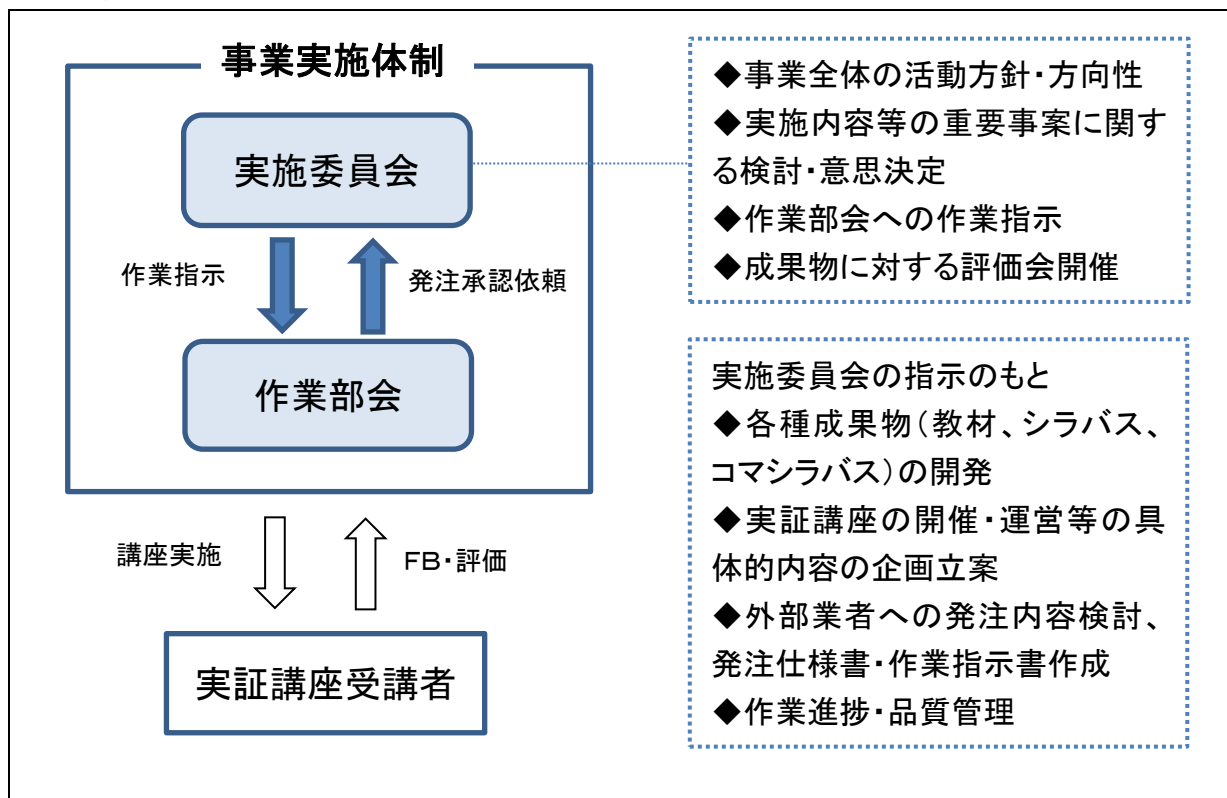 事業実施体制
実施委員会
作業指示
発注承認依頼
作業部会
講座実施
FB・評価
実証講座受講者
◆事業全体の活動方針・方向性
◆実施内容等の重要事案に関す
る検討・意思決定
◆作業部会への作業指示
◆成果物に対する評価会開催
実施委員会の指示のもと
◆各種成果物（教材、シラバス、
コマシラバス）の開発
◆実証講座の開催・運営等の具
体的内容の企画立案
◆外部業者への発注内容検討、
発注仕様書・作業指示書作成
◆作業進捗・品質管理